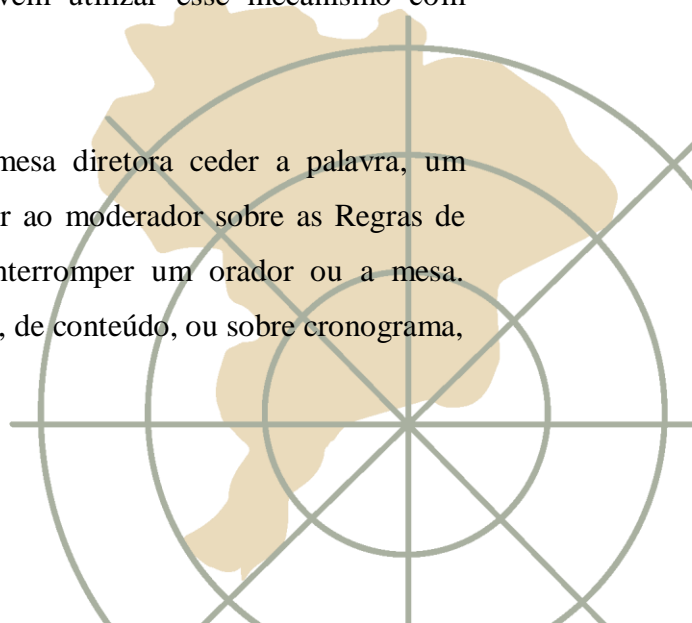 utilizar esse mecanismo com
mesa diretora ceder a palavra, um
r ao moderador sobre as Regras de
nterromper um orador ou a mesa.
, de conteúdo, ou sobre cronograma,